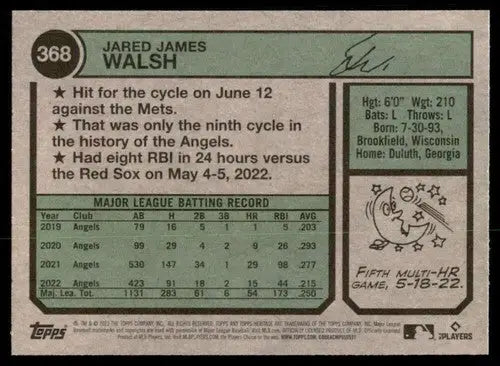 368
JARED JAMES
WALSH
★ Hit for the cycle on June 12
against the Mets.
★ That was only the ninth cycle in
the history of the Angels.
★ Had eight RBI in 24 hours versus
the Red Sox on May 4-5, 2022.
Hgt: 6'0" Wgt: 210
Bats: L Throws: L
Born: 7-30-93,
Brookfield, Wisconsin
Home: Duluth, Georgia
MAJOR LEAGUE BATTING RECORD
Year Club AB H 2B 3B HR RBI AVG
2019 Angels 79 16 5 1 1 5 .203
2020 Angels 99 29 4 2 9 26 .293
2021 Angels 530 147 34 1 29 98 .277
2022 Angels 423 91 18 2 15 44 .215
Maj. Lea. Tot. 1131 283 61 6 54 173 .250
FIFTH MULTI-HR
GAME, 5-18-22.
Topps
MLB
PLAYERS